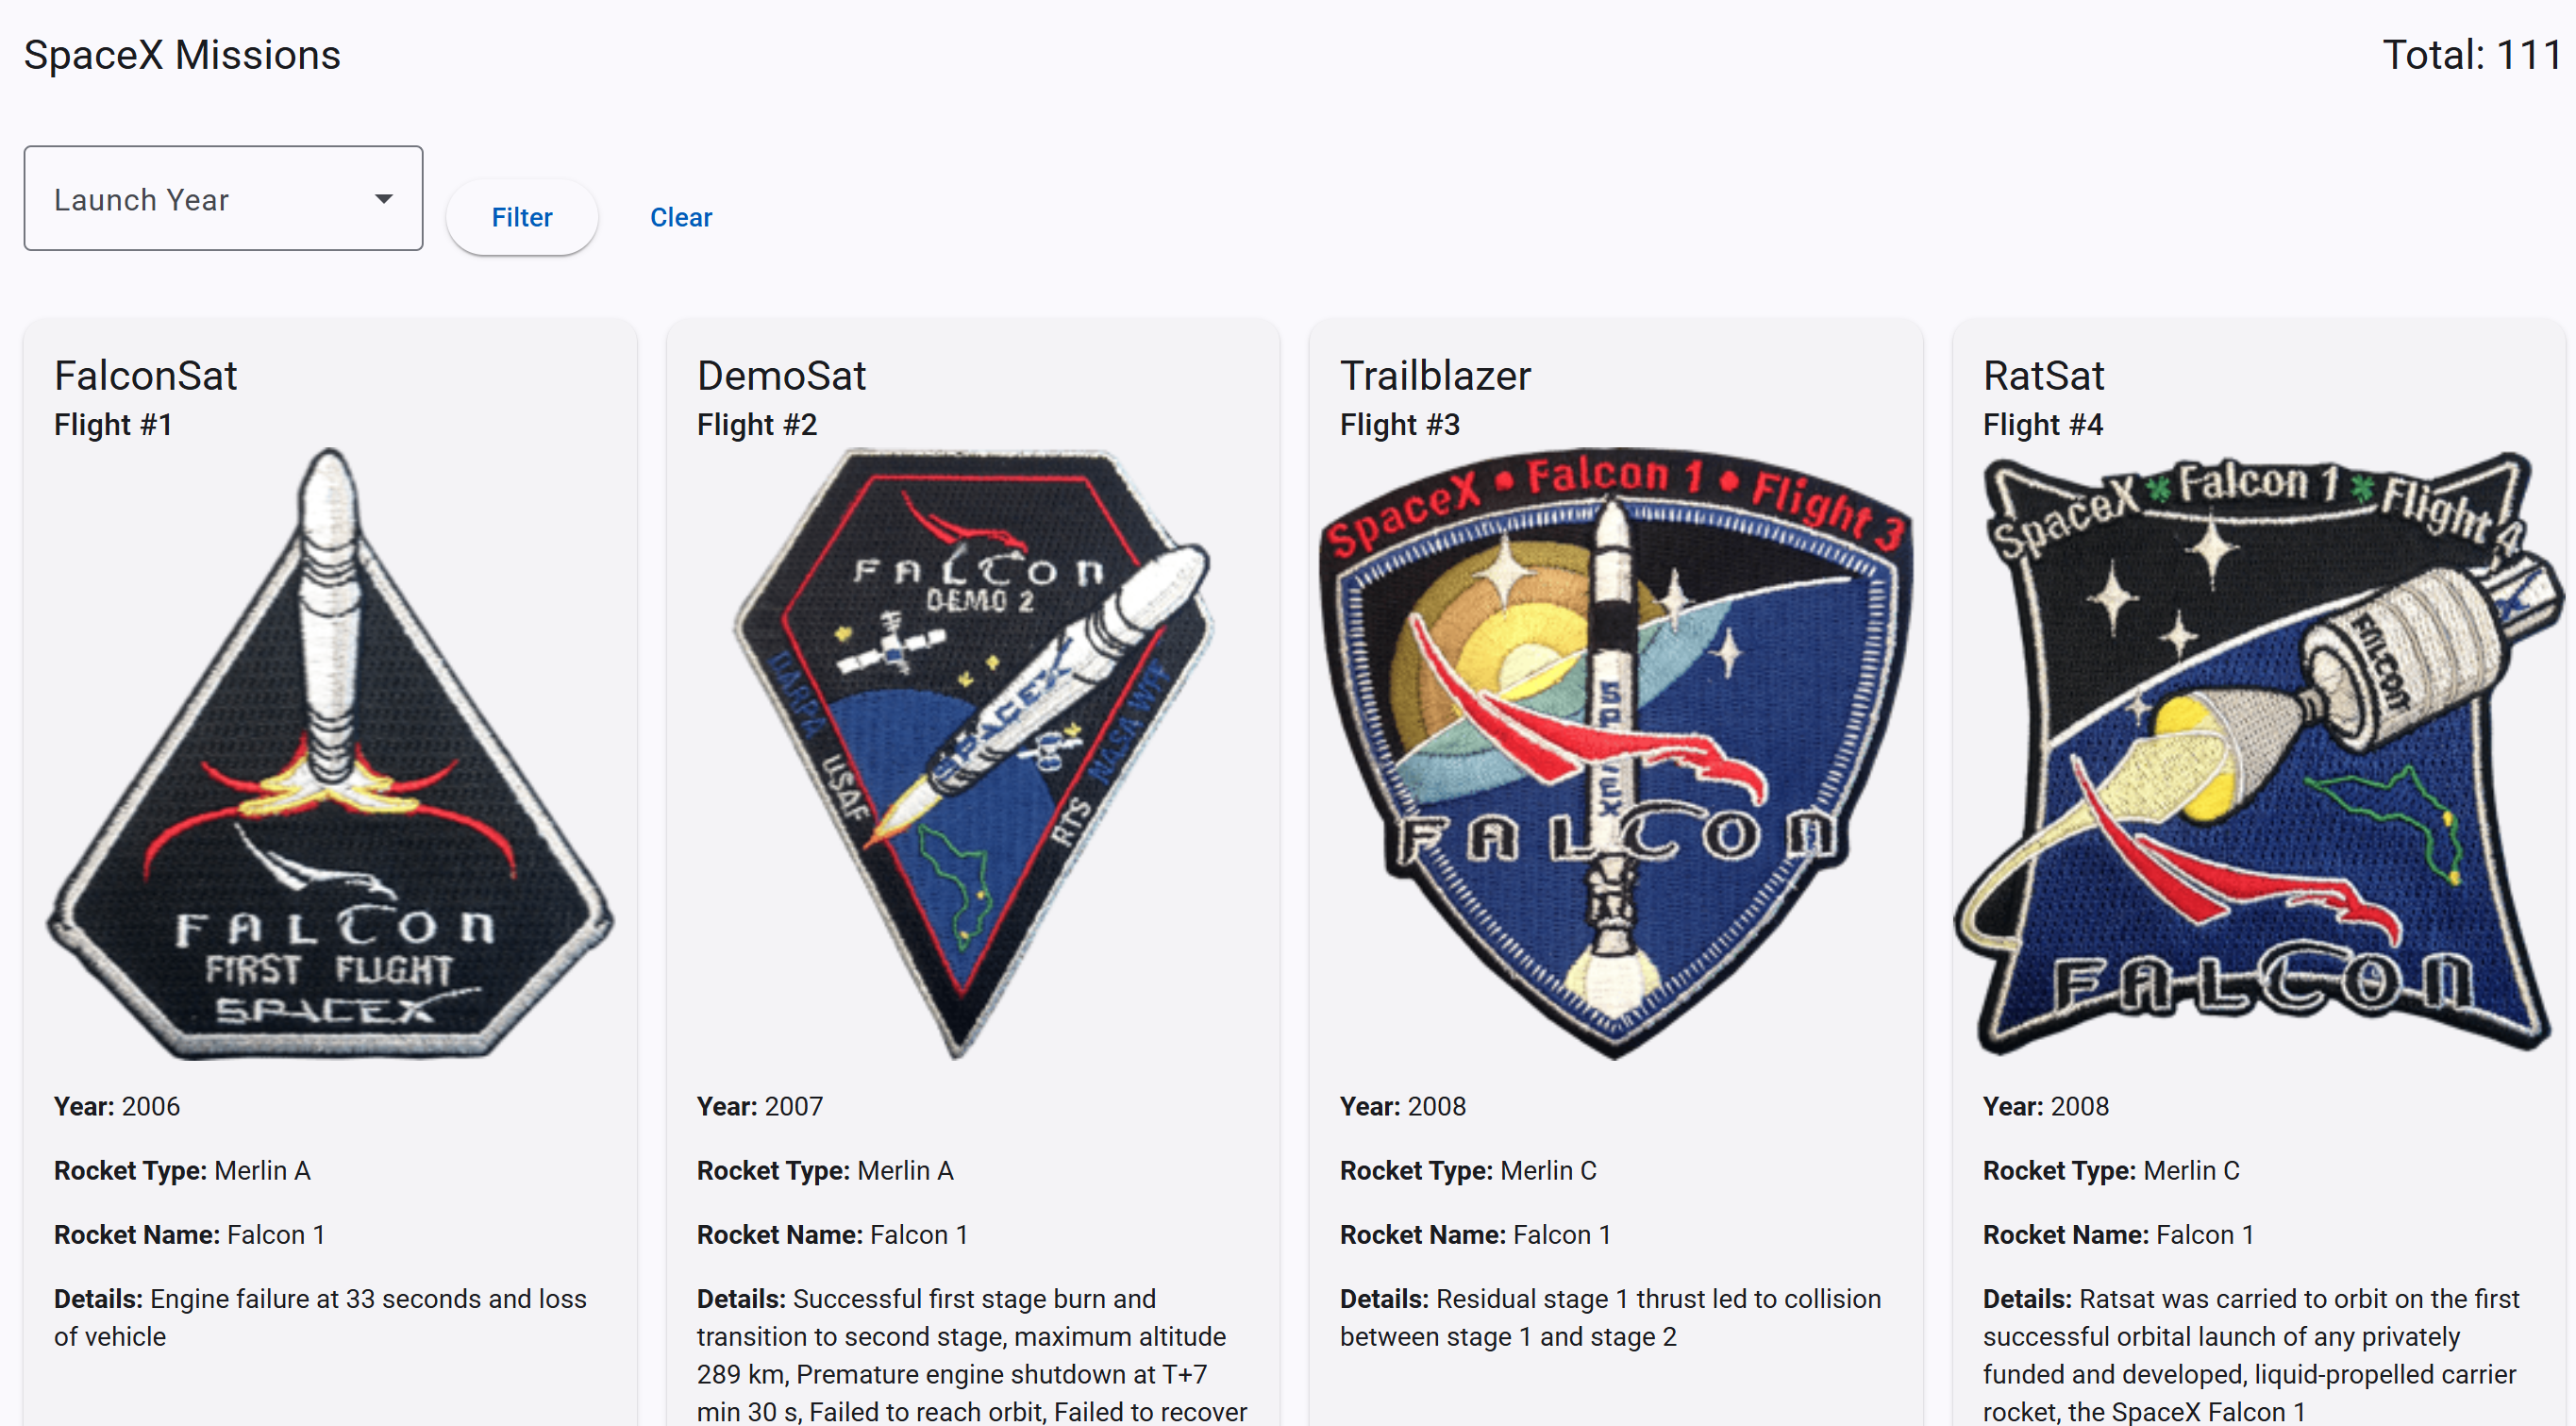 SpaceX Missions
Total: 111
Launch Year
Filter
Clear
FalconSat
Flight #1
FALCON
FIRST FLIGHT
SPACEX
Year: 2006
Rocket Type: Merlin A
Rocket Name: Falcon 1
Details: Engine failure at 33 seconds and loss
of vehicle
DemoSat
Flight #2
FALCON
DEMO 2
SPACEX
DARPA USAF
RTS NASA WFF
Year: 2007
Rocket Type: Merlin A
Rocket Name: Falcon 1
Details: Successful first stage burn and
transition to second stage, maximum altitude
289 km, Premature engine shutdown at T+7
min 30 s, Failed to reach orbit, Failed to recover
Trailblazer
Flight #3
SpaceX • Falcon 1 • Flight 3
FALCON
Year: 2008
Rocket Type: Merlin C
Rocket Name: Falcon 1
Details: Residual stage 1 thrust led to collision
between stage 1 and stage 2
RatSat
Flight #4
SpaceX Falcon 1 Flight 4
FALCON
FALCON
Year: 2008
Rocket Type: Merlin C
Rocket Name: Falcon 1
Details: Ratsat was carried to orbit on the first
successful orbital launch of any privately
funded and developed, liquid-propelled carrier
rocket, the SpaceX Falcon 1